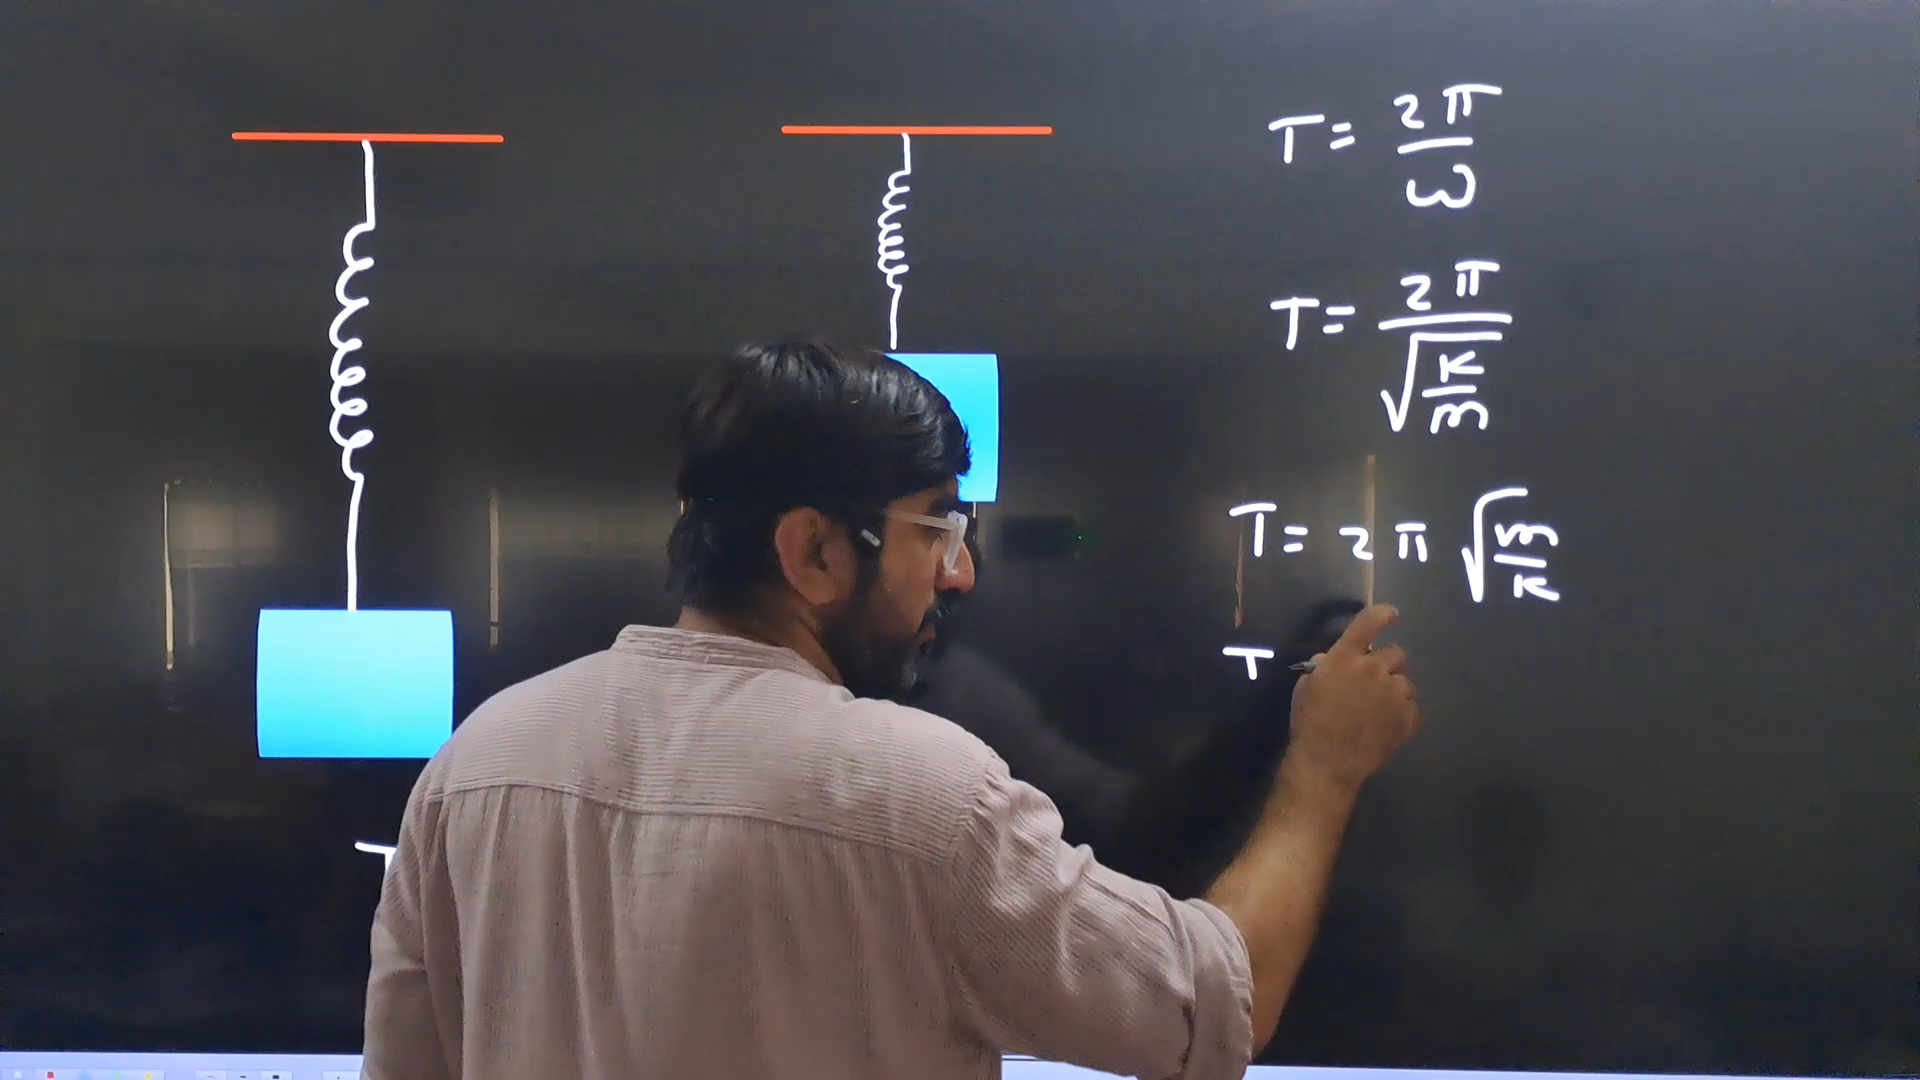 T = 2π/ω
T = 2π/√(K/m)
T = 2π √(m/K)
T
T